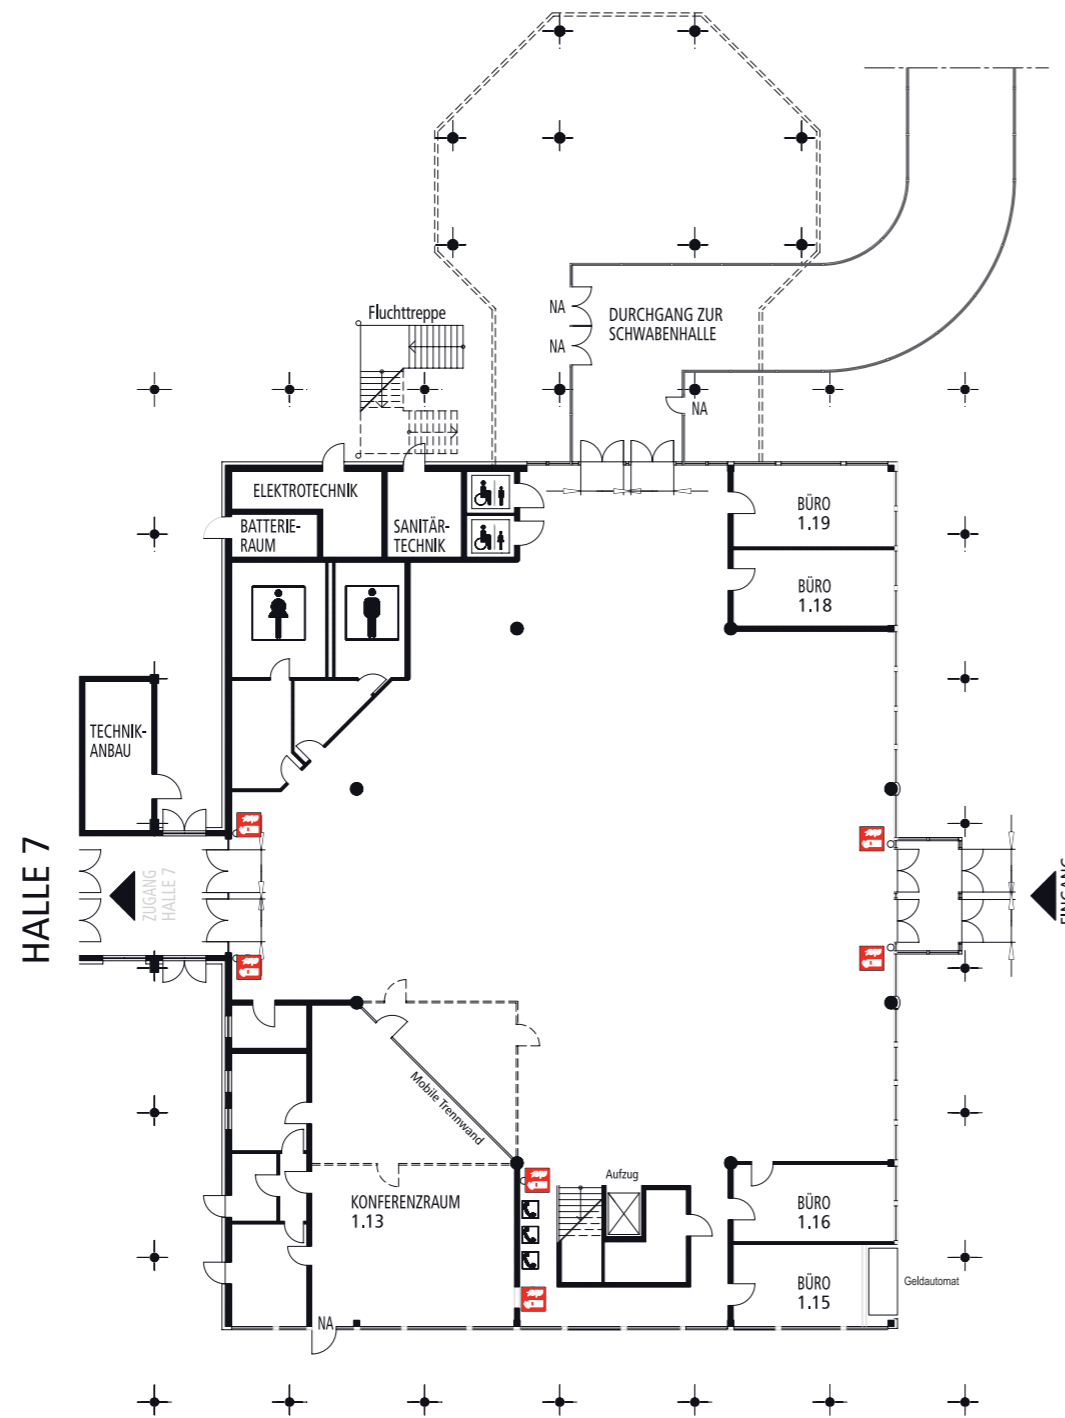 Fluchttreppe
NA
NA
DURCHGANG ZUR
SCHWABENHALLE
NA
ELEKTROTECHNIK
BATTERIE-
RAUM
SANITÄR-
TECHNIK
BÜRO
1.19
BÜRO
1.18
TECHNIK-
ANBAU
HALLE 7
ZUGANG
HALLE 7
EINGANG
Mobile Trennwand
KONFERENZRAUM
1.13
Aufzug
BÜRO
1.16
BÜRO
1.15
Geldautomat
NA